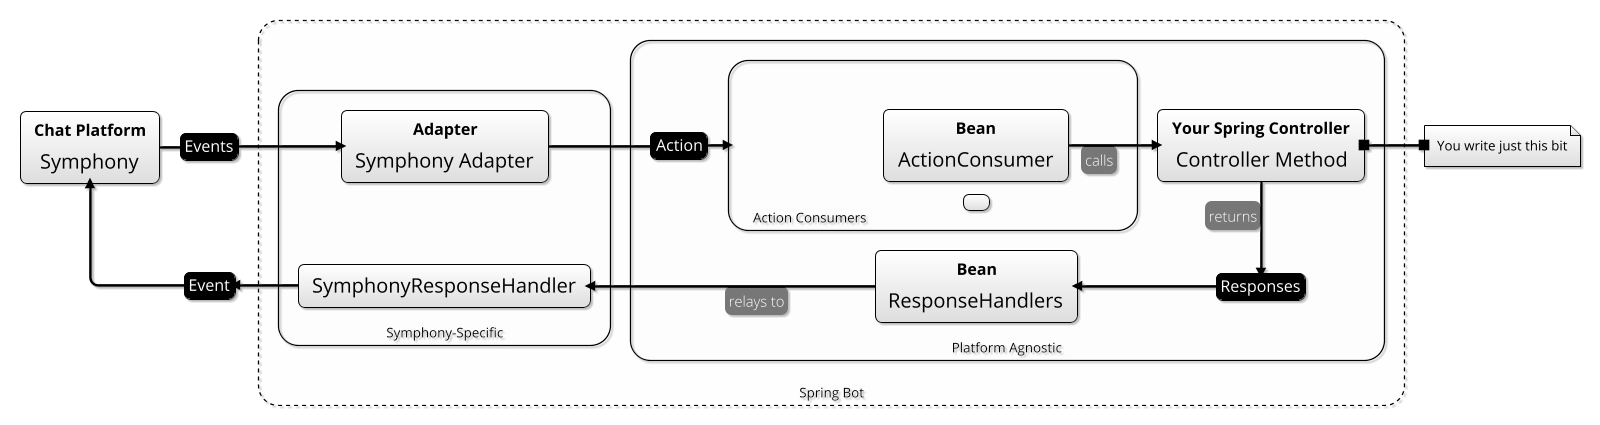 Chat Platform
Symphony
Events
Adapter
Symphony Adapter
Action
Bean
ActionConsumer
calls
Your Spring Controller
Controller Method
You write just this bit
Action Consumers
returns
Event
SymphonyResponseHandler
relays to
Bean
ResponseHandlers
Responses
Symphony-Specific
Platform Agnostic
Spring Bot